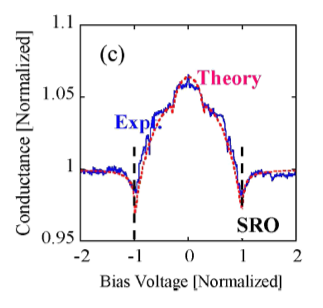 1.1
(c)
Theory
1.05
Expt.
Conductance [Normalized]
1
SRO
0.95
-2 -1 0 1 2
Bias Voltage [Normalized]